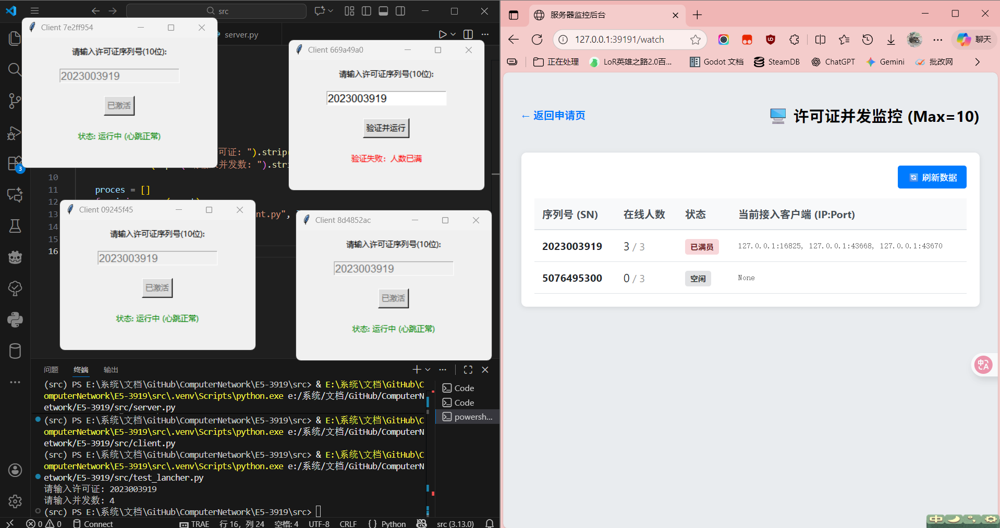 src
server.py
可证: ").strip(
并发数: ").stri
10
11 proces = []
12
13 nt.py",
14
15
16
3
Client 7e2ff954
请输入许可证序列号(10位):
2023003919
已激活
状态: 运行中 (心跳正常)
Client 669a49a0
请输入许可证序列号(10位):
2023003919
验证并运行
验证失败：人数已满
Client 09245f45
请输入许可证序列号(10位):
2023003919
已激活
状态: 运行中 (心跳正常)
Client 8d4852ac
请输入许可证序列号(10位):
2023003919
已激活
状态: 运行中 (心跳正常)
问题 终端 输出
(src) PS E:\系统\文档\GitHub\ComputerNetwork\E5-3919\src> & E:\系统\文档\GitHub\C
omputerNetwork\E5-3919\src\.venv\Scripts\python.exe e:/系统/文档/GitHub/ComputerN
etwork/E5-3919/src/server.py
(src) PS E:\系统\文档\GitHub\ComputerNetwork\E5-3919\src> & E:\系统\文档\GitHub\C
omputerNetwork\E5-3919\src\.venv\Scripts\python.exe e:/系统/文档/GitHub/ComputerN
etwork/E5-3919/src/client.py
(src) PS E:\系统\文档\GitHub\ComputerNetwork\E5-3919\src> & E:\系统\文档\GitHub\C
omputerNetwork\E5-3919\src\.venv\Scripts\python.exe e:/系统/文档/GitHub/ComputerN
etwork/E5-3919/src/test_lancher.py
请输入许可证: 2023003919
请输入并发数: 4
(src) PS E:\系统\文档\GitHub\ComputerNetwork\E5-3919\src>
Code
Code
powersh...
0 0 Connect TRAE 行 16，列 24 空格: 4 UTF-8 CRLF {} Python src (3.13.0)
服务器监控后台
127.0.0.1:39191/watch
聊天
正在处理 LoR英雄之路2.0百... Godot 文档 SteamDB ChatGPT Gemini 批改网
← 返回申请页
许可证并发监控 (Max=10)
刷新数据
序列号 (SN) 在线人数 状态 当前接入客户端 (IP:Port)
2023003919 3 / 3 已满员 127.0.0.1:16825, 127.0.0.1:43668, 127.0.0.1:43670
5076495300 0 / 3 空闲 None
中